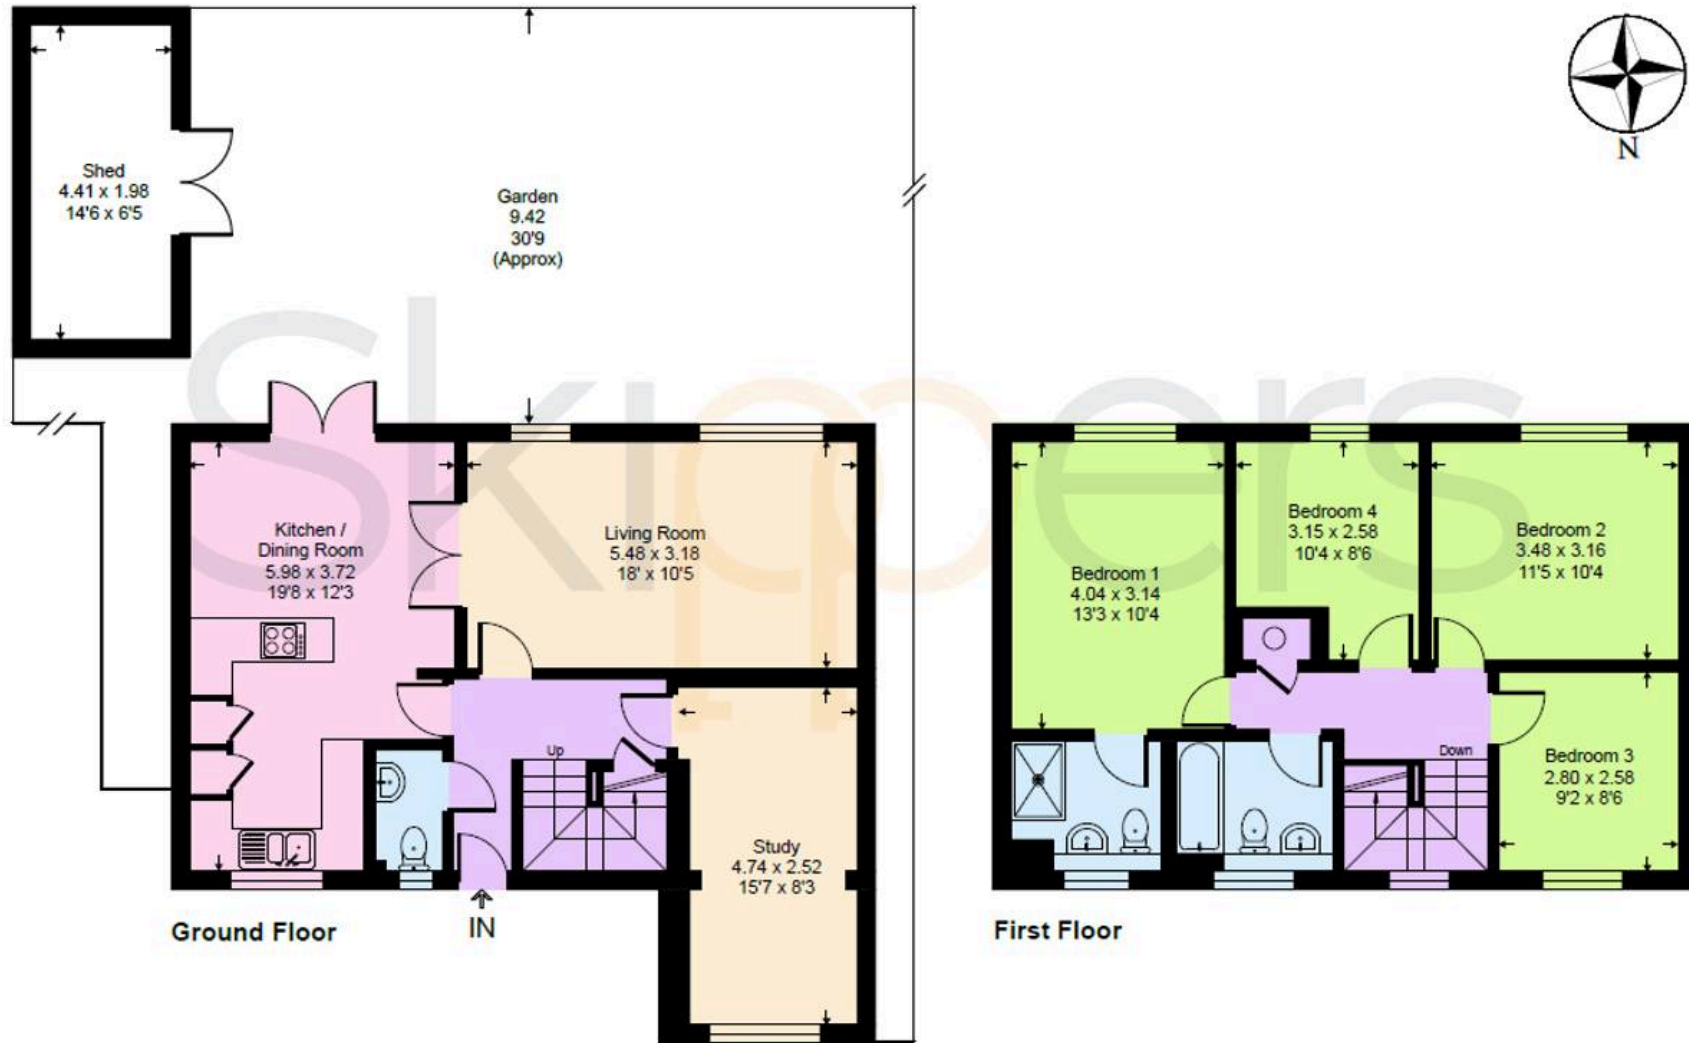 Shed
4.41 x 1.98
14'6 x 6'5
Garden
9.42
30'9
(Approx)
N
Skippers
Kitchen /
Dining Room
5.98 x 3.72
19'8 x 12'3
Living Room
5.48 x 3.18
18' x 10'5
Up
Study
4.74 x 2.52
15'7 x 8'3
IN
Ground Floor
Bedroom 1
4.04 x 3.14
13'3 x 10'4
Bedroom 4
3.15 x 2.58
10'4 x 8'6
Bedroom 2
3.48 x 3.16
11'5 x 10'4
Down
Bedroom 3
2.80 x 2.58
9'2 x 8'6
First Floor